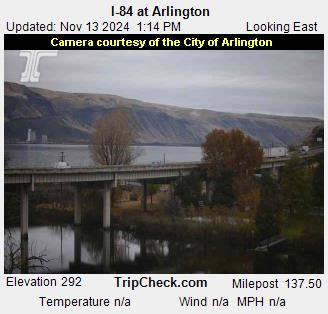 I-84 at Arlington
Updated: Nov 13 2024 1:14 PM Looking East
Camera courtesy of the City of Arlington
Elevation 292 TripCheck.com Milepost 137.50
Temperature n/a Wind n/a MPH n/a